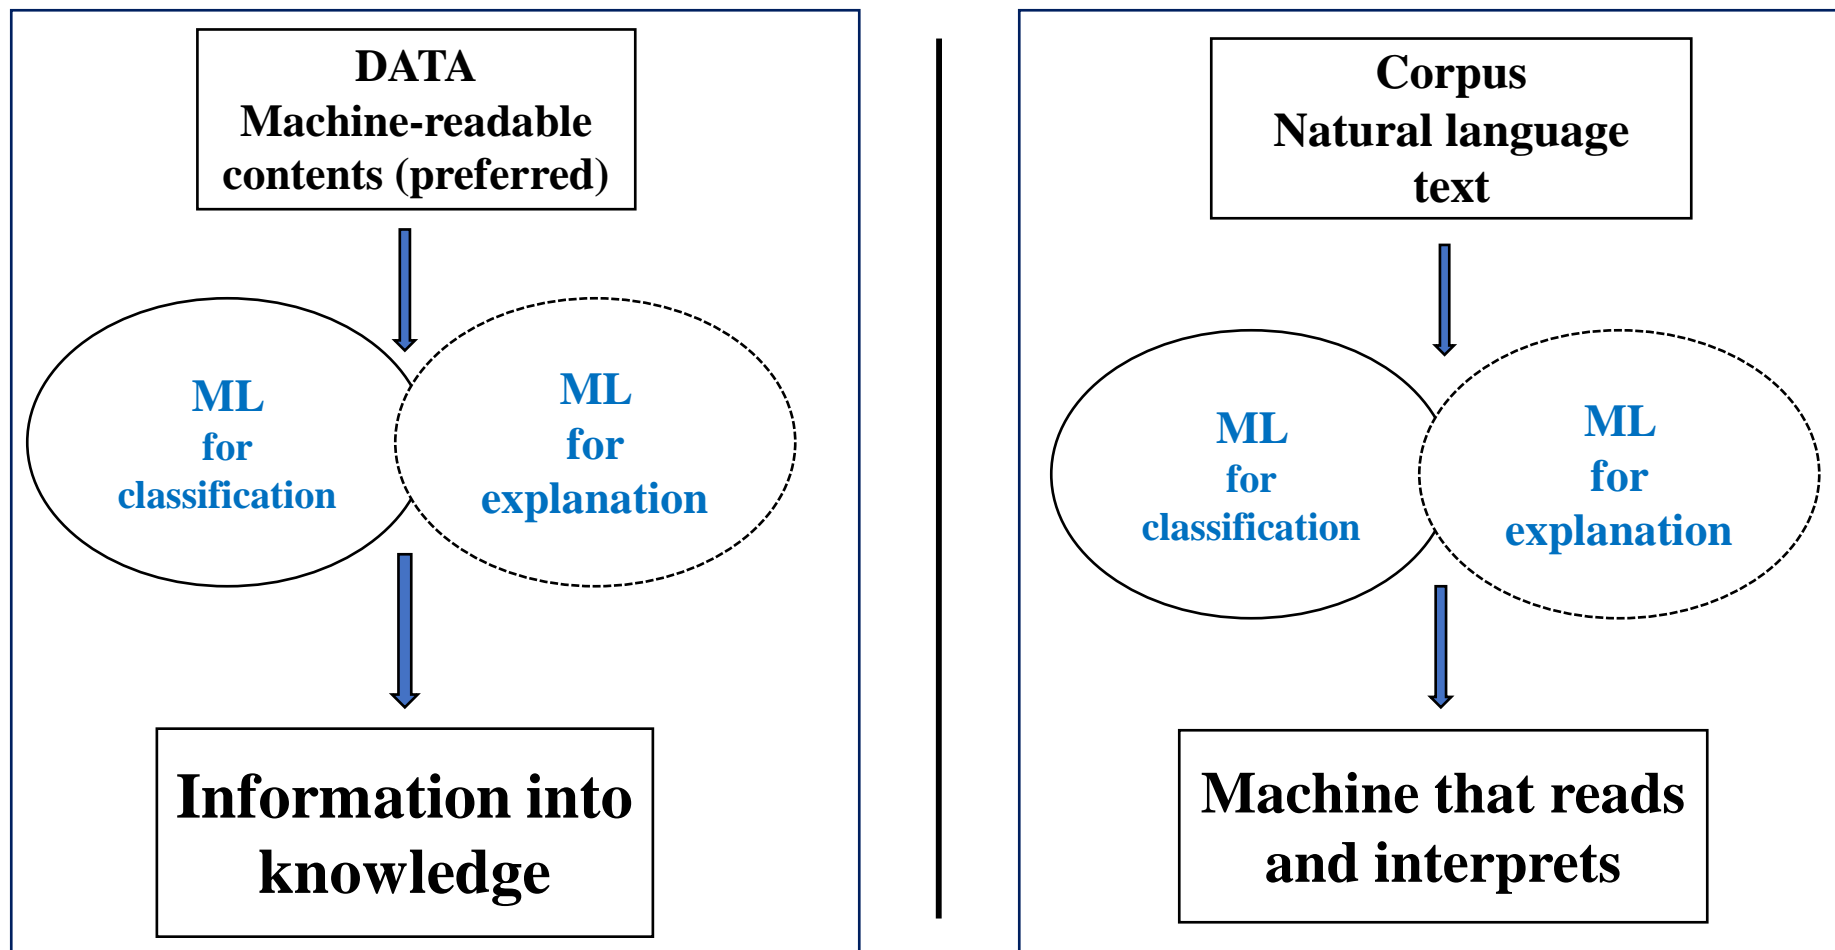 DATA
Machine-readable
contents (preferred)
ML
for
classification
ML
for
explanation
Information into
knowledge
Corpus
Natural language
text
ML
for
classification
ML
for
explanation
Machine that reads
and interprets